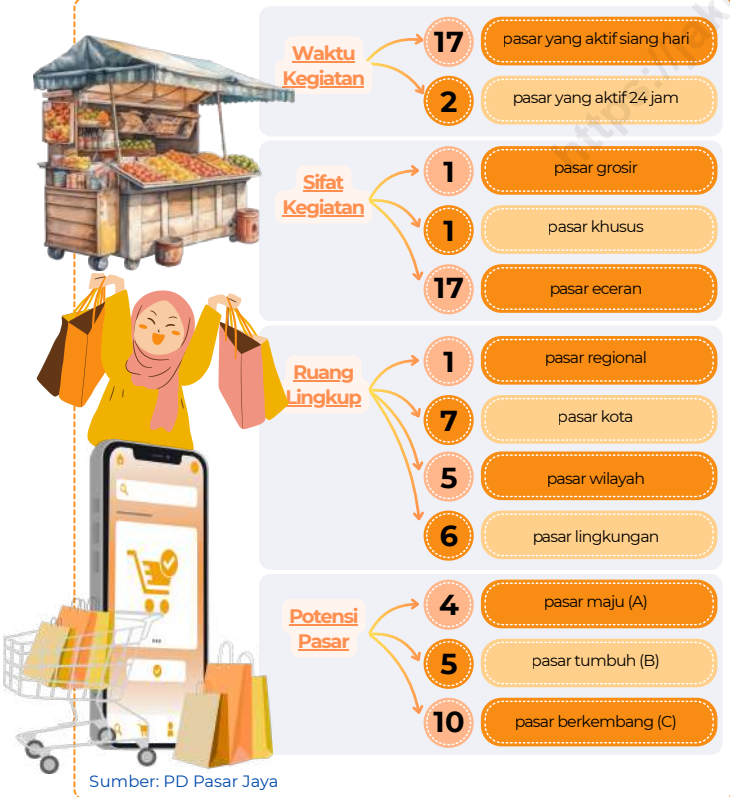 Waktu
Kegiatan
17
pasar yang aktif siang hari
2
pasar yang aktif 24 jam
Sifat
Kegiatan
1
pasar grosir
1
pasar khusus
17
pasar eceran
Ruang
Lingkup
1
pasar regional
7
pasar kota
5
pasar wilayah
6
pasar lingkungan
Potensi
Pasar
4
pasar maju (A)
5
pasar tumbuh (B)
10
pasar berkembang (C)
Sumber: PD Pasar Jaya